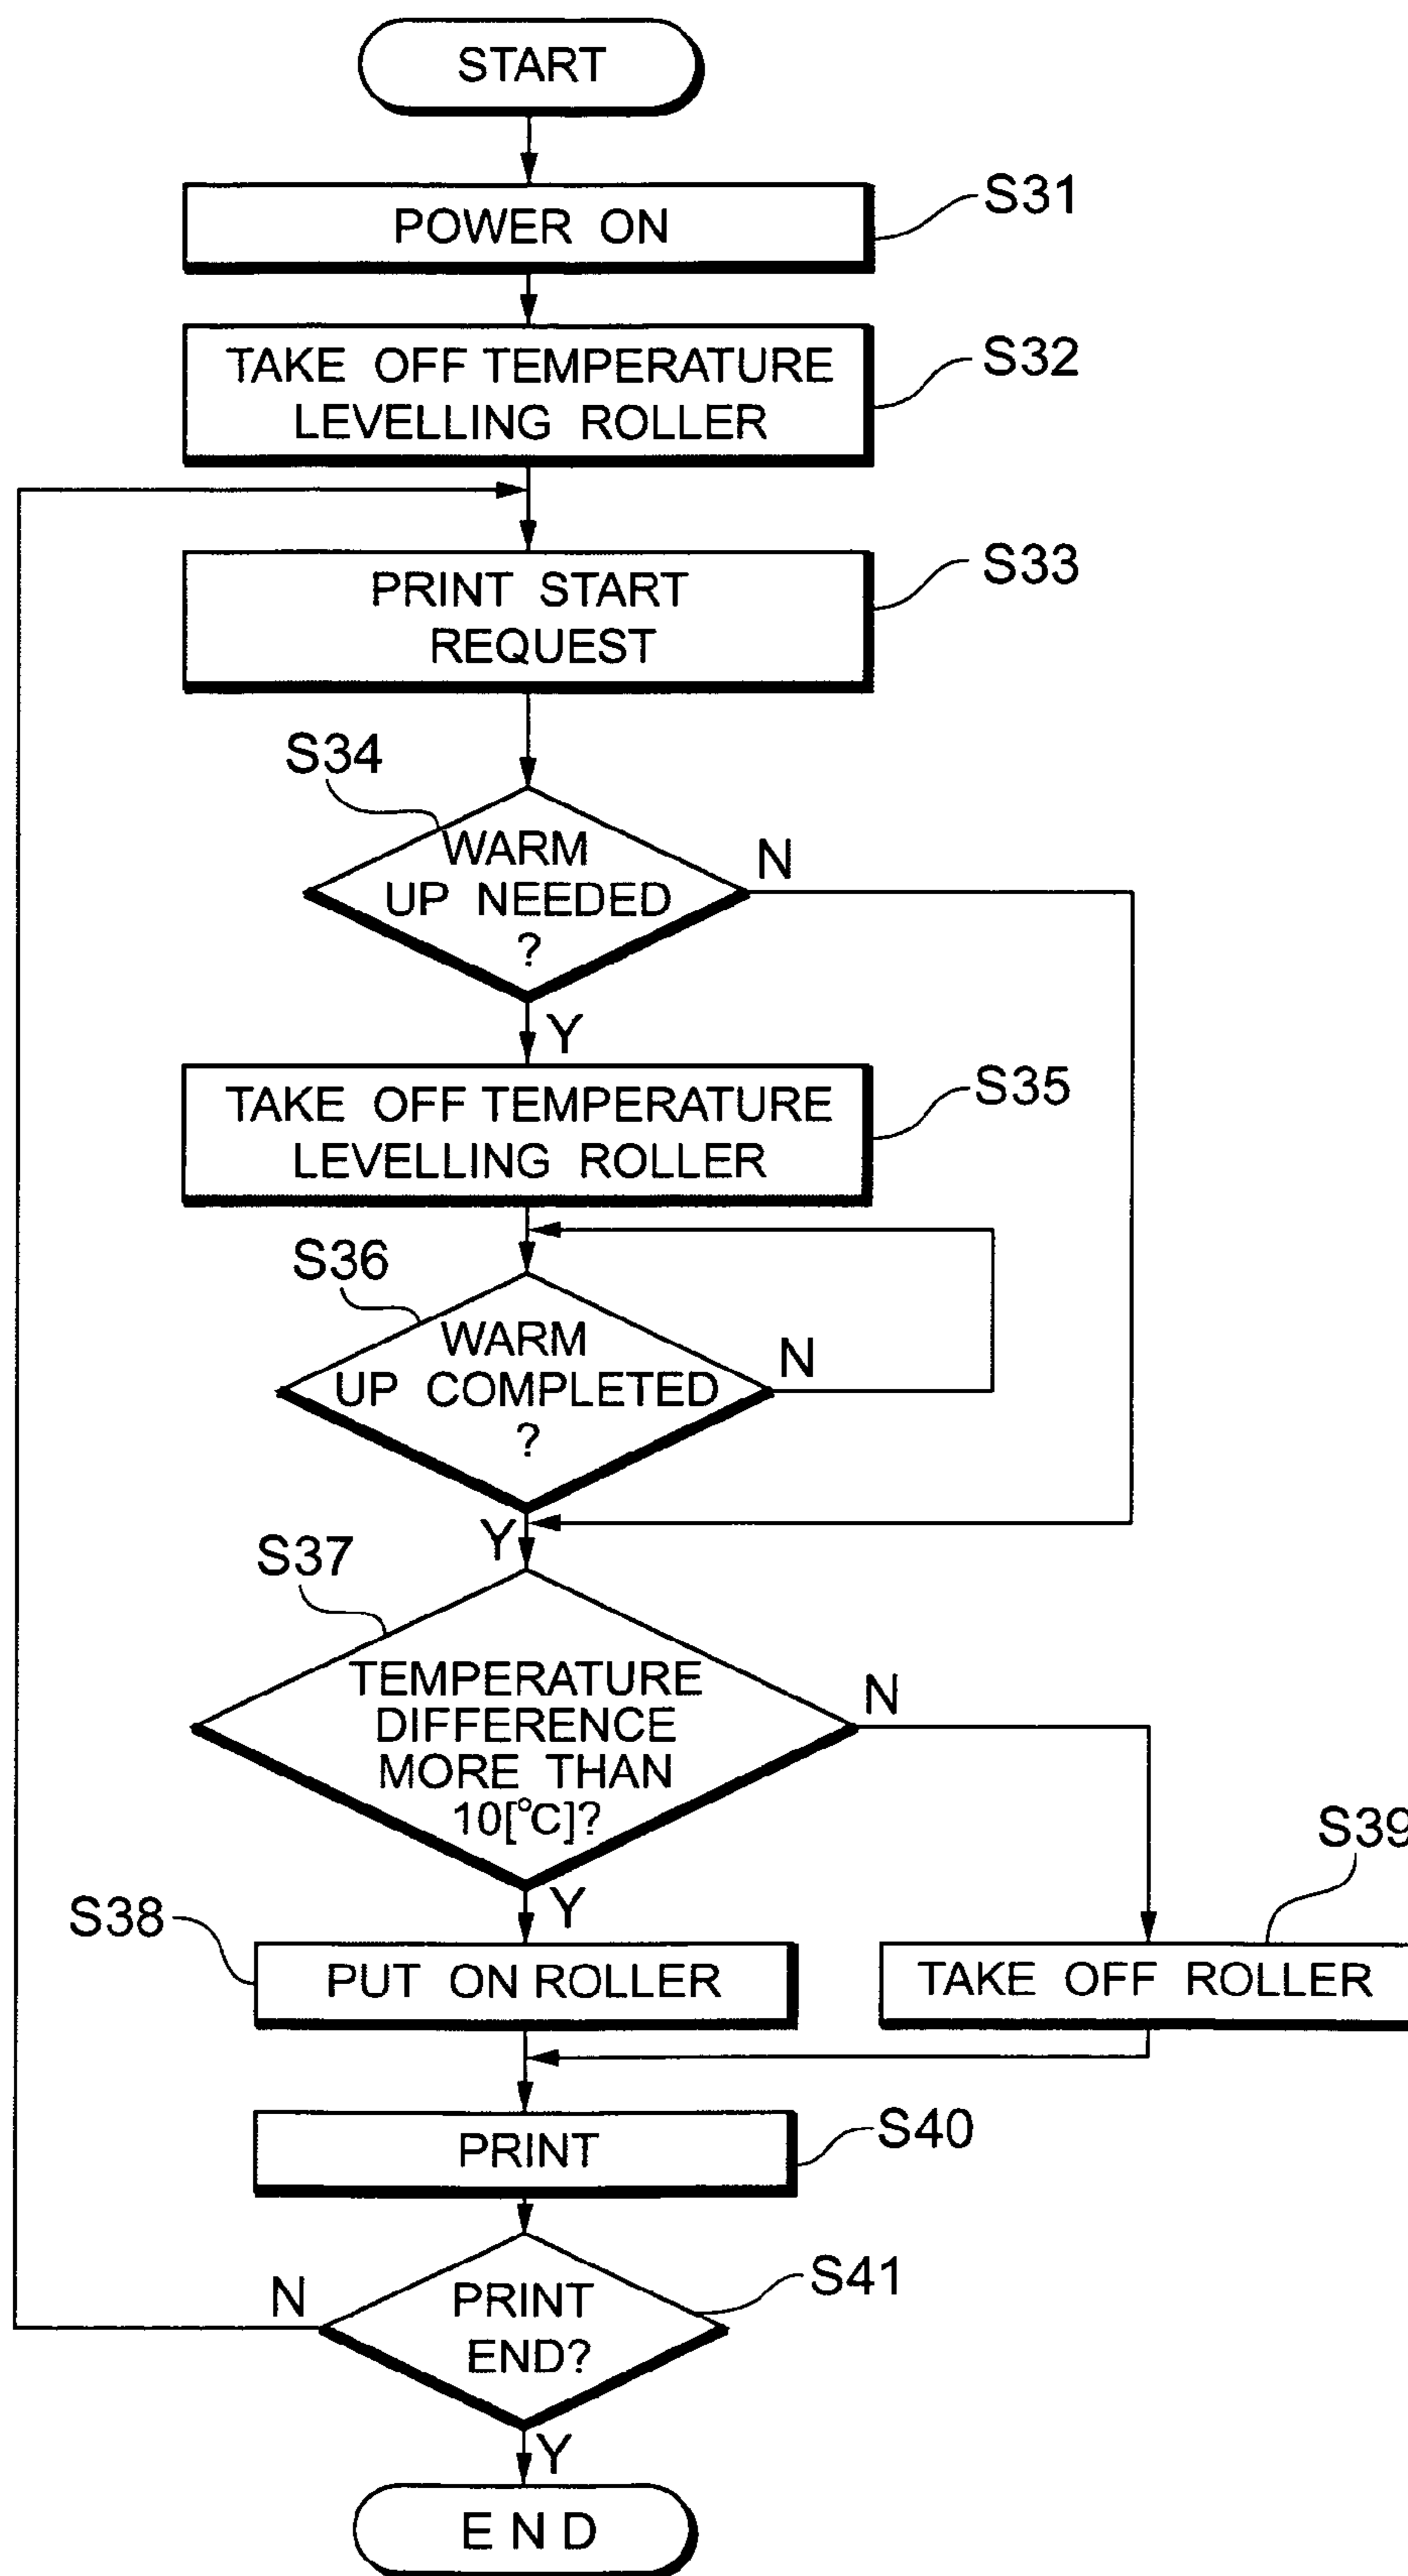 START
POWER ON
S31
TAKE OFF TEMPERATURE
LEVELLING ROLLER
S32
PRINT START
REQUEST
S33
S34
WARM
UP NEEDED
?
N
Y
TAKE OFF TEMPERATURE
LEVELLING ROLLER
S35
S36
WARM
UP COMPLETED
?
N
Y
S37
TEMPERATURE
DIFFERENCE
MORE THAN
10[°C]?
N
Y
S38
PUT ON ROLLER
S39
TAKE OFF ROLLER
PRINT
S40
S41
PRINT
END?
N
Y
END